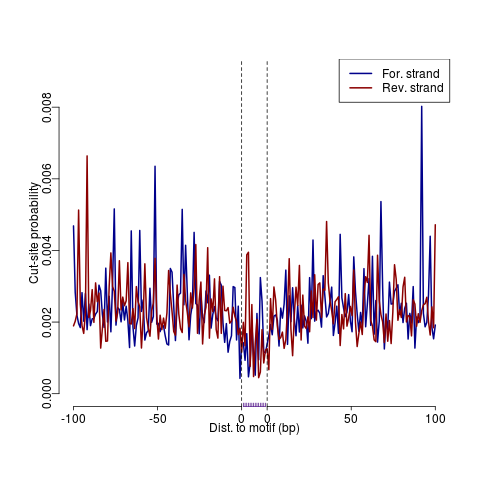 For. strand
Rev. strand
Cut-site probability
0.008
0.006
0.004
0.002
0.000
-100 -50 0 0 50 100
Dist. to motif (bp)